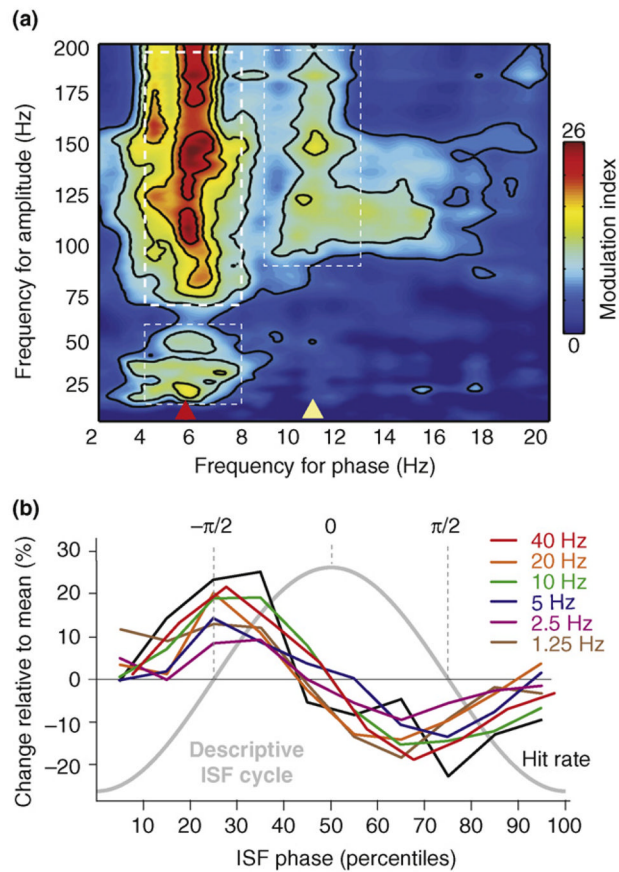 (a)
200
175
150
125
100
75
50
25
Frequency for amplitude (Hz)
2 4 6 8 10 12 14 16 18 20
Frequency for phase (Hz)
26
0
Modulation index
(b)
−π/2 0 π/2
30
20
10
0
−10
−20
Change relative to mean (%)
40 Hz
20 Hz
10 Hz
5 Hz
2.5 Hz
1.25 Hz
Descriptive
ISF cycle
Hit rate
10 20 30 40 50 60 70 80 90 100
ISF phase (percentiles)